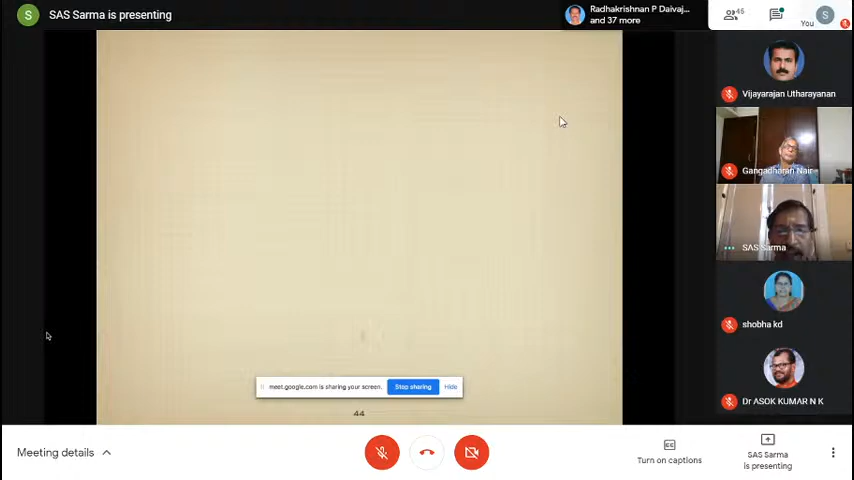 S SAS Sarma is presenting
Radhakrishnan P Daivaj...
and 37 more
45
You
S
Vijayarajan Utharayanan
Gangadharan Nair
SAS Sarma
shobha kd
Dr ASOK KUMAR N K
meet.google.com is sharing your screen.
Stop sharing
Hide
44
Meeting details
Turn on captions
SAS Sarma
is presenting